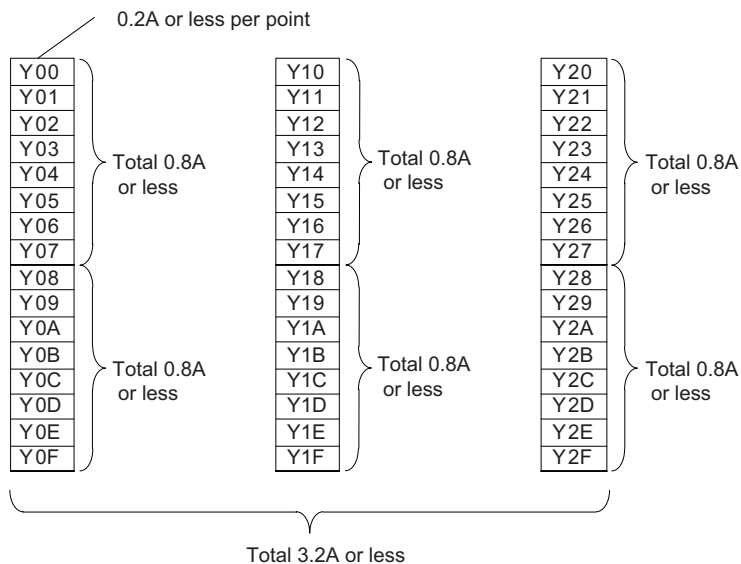 0.2A or less per point
Y00
Y01
Y02
Y03
Y04
Y05
Y06
Y07
Total 0.8A
or less
Y08
Y09
Y0A
Y0B
Y0C
Y0D
Y0E
Y0F
Total 0.8A
or less
Y10
Y11
Y12
Y13
Y14
Y15
Y16
Y17
Total 0.8A
or less
Y18
Y19
Y1A
Y1B
Y1C
Y1D
Y1E
Y1F
Total 0.8A
or less
Y20
Y21
Y22
Y23
Y24
Y25
Y26
Y27
Total 0.8A
or less
Y28
Y29
Y2A
Y2B
Y2C
Y2D
Y2E
Y2F
Total 0.8A
or less
Total 3.2A or less